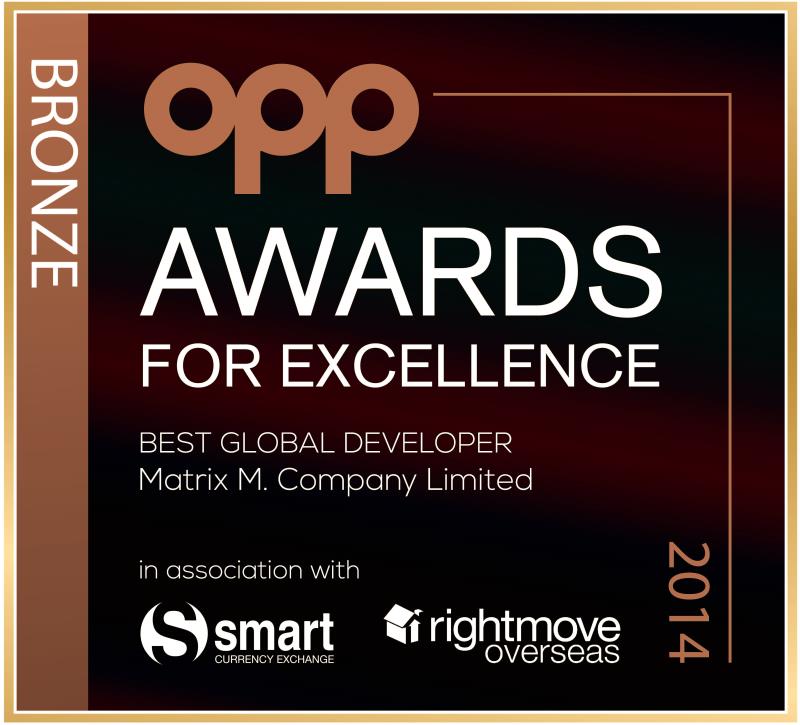 BRONZE
opp
AWARDS
FOR EXCELLENCE
BEST GLOBAL DEVELOPER
Matrix M. Company Limited
in association with
S smart
CURRENCY EXCHANGE
rightmove
overseas
2014